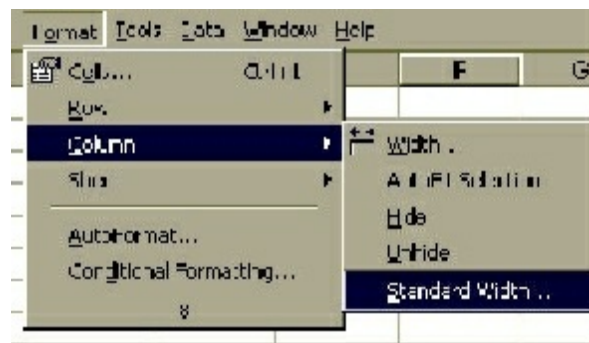 Format Tools Data Window Help
Cells... Ctrl+1
F G
Row
Column
Width...
Sheet
AutoFit Selection
Hide
AutoFormat...
Unhide
Conditional Formatting...
Standard Width...